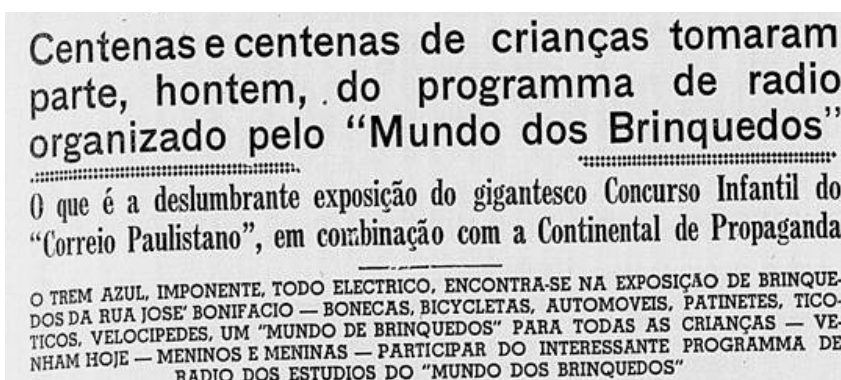 Centenas e centenas de crianças tomaram
parte, hontem, do programma de radio
organizado pelo “Mundo dos Brinquedos”
O que é a deslumbrante exposição do gigantesco Concurso Infantil do
“Correio Paulistano”, em combinação com a Continental de Propaganda
O TREM AZUL, IMPONENTE, TODO ELECTRICO, ENCONTRA-SE NA EXPOSIÇÃO DE BRINQUE-
DOS DA RUA JOSE' BONIFACIO — BONECAS, BICYCLETAS, AUTOMOVEIS, PATINETES, TICO-
TICOS, VELOCIPEDES, UM “MUNDO DE BRINQUEDOS” PARA TODAS AS CRIANÇAS — VE-
NHAM HOJE — MENINOS E MENINAS — PARTICIPAR DO INTERESSANTE PROGRAMMA DE
RADIO DOS ESTUDIOS DO “MUNDO DOS BRINQUEDOS”